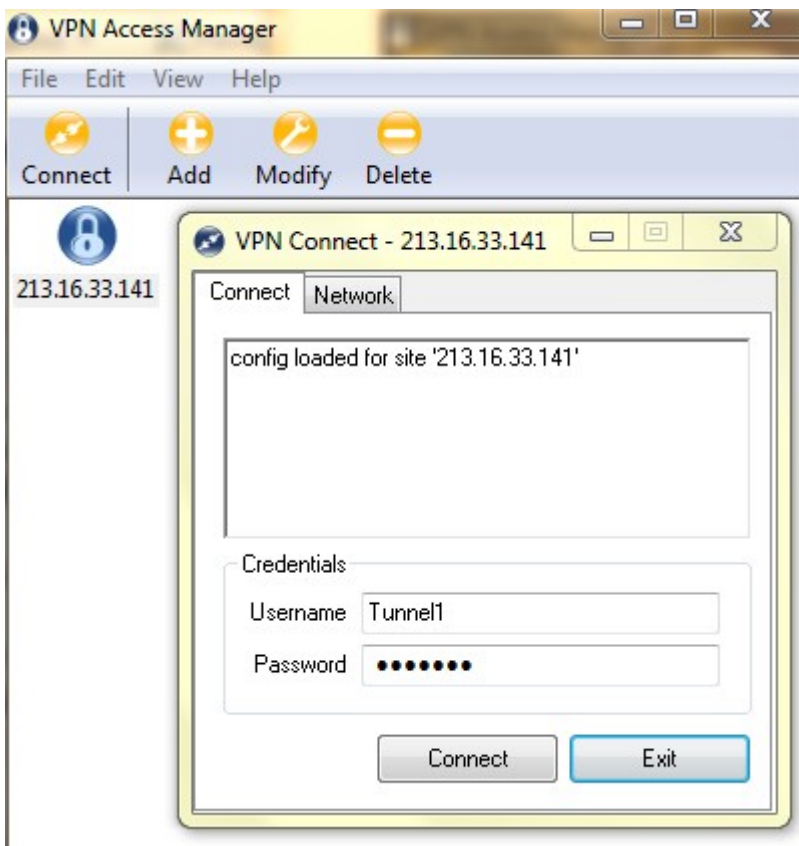 VPN Access Manager
File Edit View Help
Connect Add Modify Delete
213.16.33.141
VPN Connect - 213.16.33.141
Connect Network
config loaded for site '213.16.33.141'
Credentials
Username Tunnel1
Password •••••••
Connect Exit